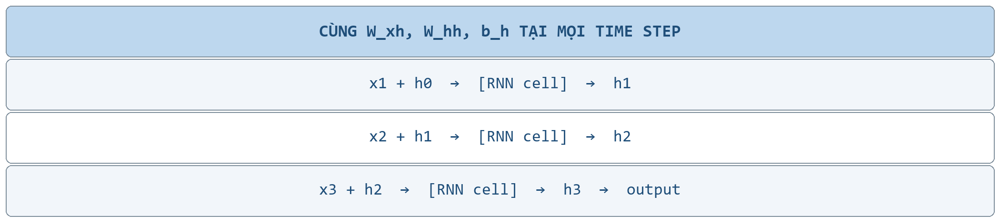 CÙNG W_xh, W_hh, b_h TẠI MỌI TIME STEP
x1 + h0 → [RNN cell] → h1
x2 + h1 → [RNN cell] → h2
x3 + h2 → [RNN cell] → h3 → output